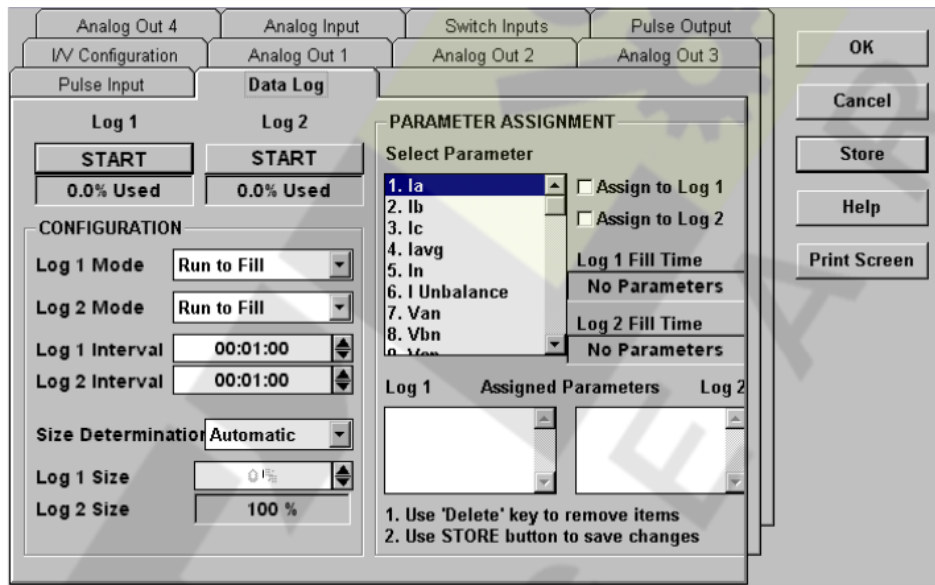 Analog Out 4 Analog Input Switch Inputs Pulse Output
I/V Configuration Analog Out 1 Analog Out 2 Analog Out 3
Pulse Input Data Log
OK
Cancel
Store
Help
Print Screen
Log 1 Log 2
START START
0.0% Used 0.0% Used
CONFIGURATION
Log 1 Mode Run to Fill
Log 2 Mode Run to Fill
Log 1 Interval 00:01:00
Log 2 Interval 00:01:00
Size Determination Automatic
Log 1 Size
Log 2 Size 100 %
PARAMETER ASSIGNMENT
Select Parameter
1. Ia
2. Ib
3. Ic
4. Iavg
5. In
6. I Unbalance
7. Van
8. Vbn
Assign to Log 1
Assign to Log 2
Log 1 Fill Time
No Parameters
Log 2 Fill Time
No Parameters
Log 1 Assigned Parameters Log 2
1. Use 'Delete' key to remove items
2. Use STORE button to save changes